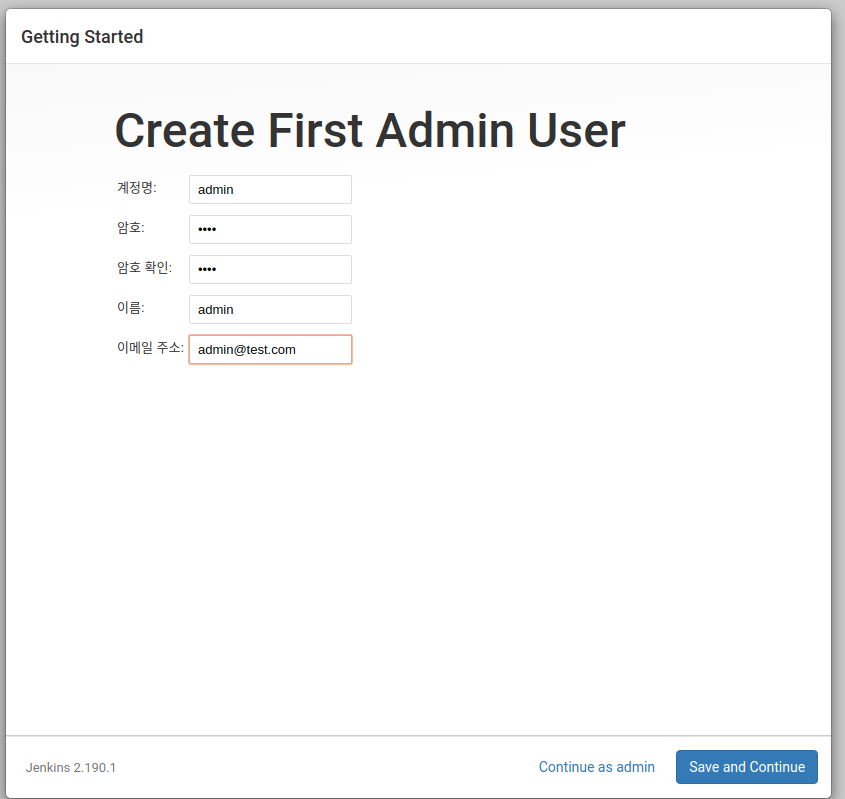 Getting Started
Create First Admin User
계정명: admin
암호: ••••
암호 확인: ••••
이름: admin
이메일 주소: admin@test.com
Jenkins 2.190.1 Continue as admin Save and Continue